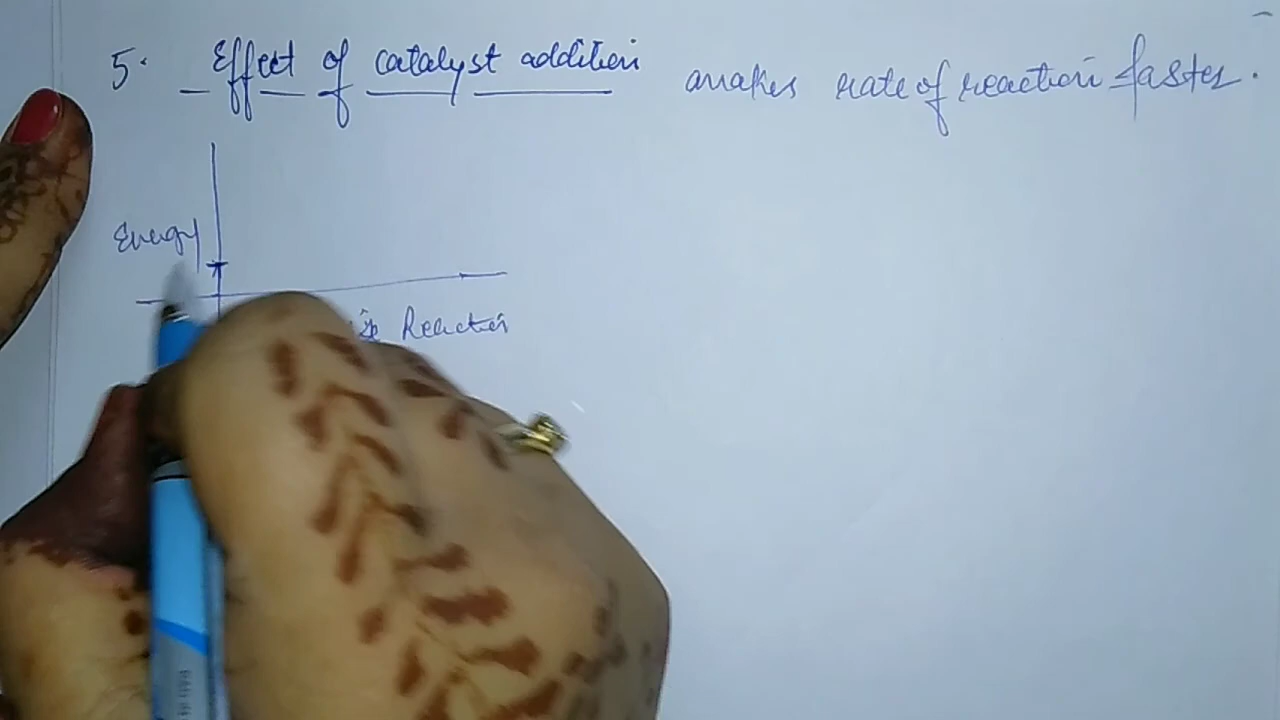 5. Effect of catalyst addition makes rate of reaction faster.
Energy
Reaction